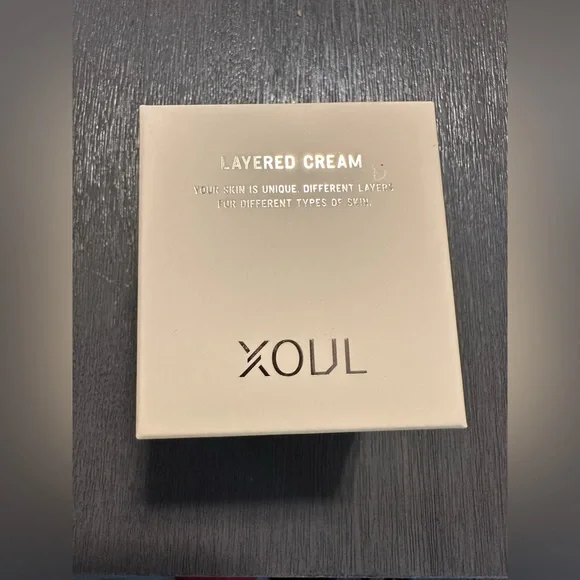 LAYERED CREAM
YOUR SKIN IS UNIQUE. DIFFERENT LAYERS
FOR DIFFERENT TYPES OF SKIN.
XOUL